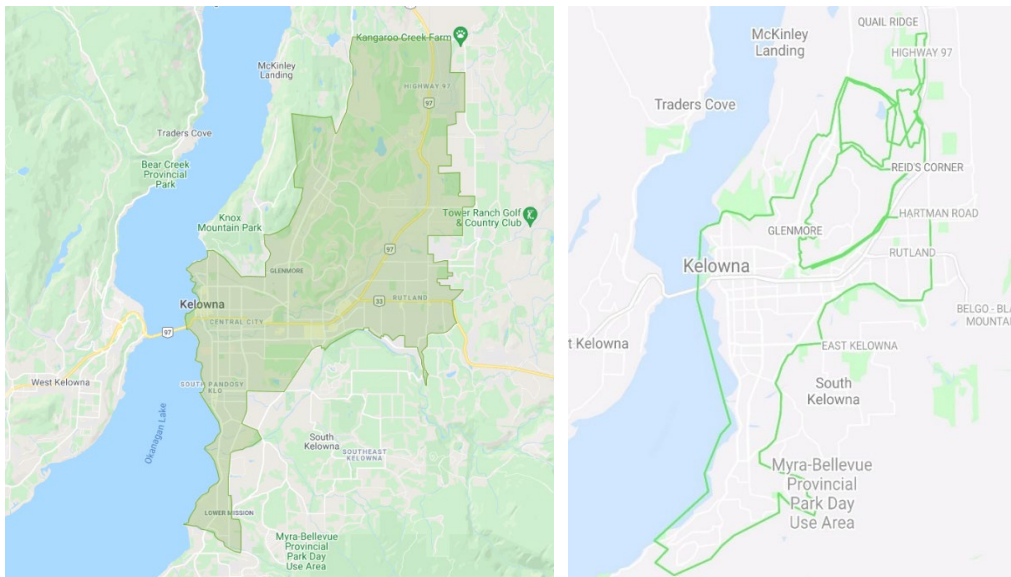 Kangaroo Creek Farm
McKinley
Landing
HIGHWAY 97
97
Traders Cove
Bear Creek
Provincial
Park
Knox
Mountain Park
Tower Ranch Golf
& Country Club
97
GLENMORE
Kelowna
33
RUTLAND
CENTRAL CITY
97
West Kelowna
SOUTH PANDOSY
KLO
Okanagan Lake
South
Kelowna
SOUTHEAST
KELOWNA
LOWER MISSION
Myra-Bellevue
Provincial
Park Day
Use Area
QUAIL RIDGE
McKinley
Landing
HIGHWAY 97
Traders Cove
REID'S CORNER
HARTMAN ROAD
GLENMORE
RUTLAND
Kelowna
BELGO - BLA
MOUNTAI
t Kelowna
EAST KELOWNA
South
Kelowna
Myra-Bellevue
Provincial
Park Day
Use Area